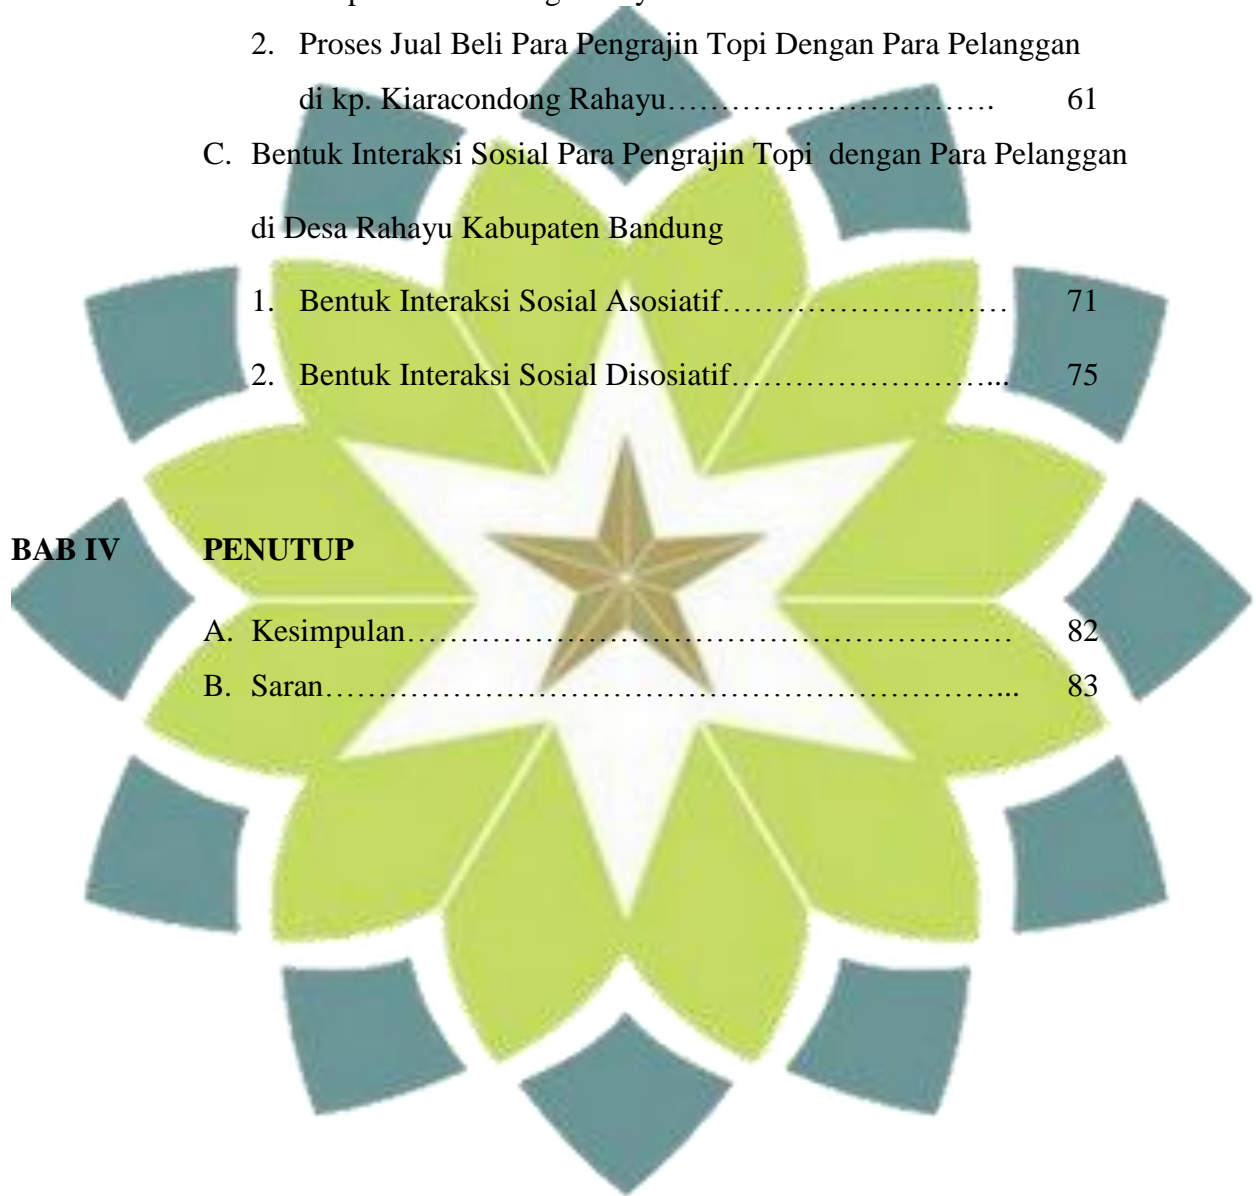 2. Proses Jual Beli Para Pengrajin Topi Dengan Para Pelanggan
di kp. Kiaracondong Rahayu…………………………. 61
C. Bentuk Interaksi Sosial Para Pengrajin Topi dengan Para Pelanggan
di Desa Rahayu Kabupaten Bandung
1. Bentuk Interaksi Sosial Asosiatif……………………… 71
2. Bentuk Interaksi Sosial Disosiatif……………………... 75
BAB IV PENUTUP
A. Kesimpulan………………………………………………… 82
B. Saran………………………………………………………... 83